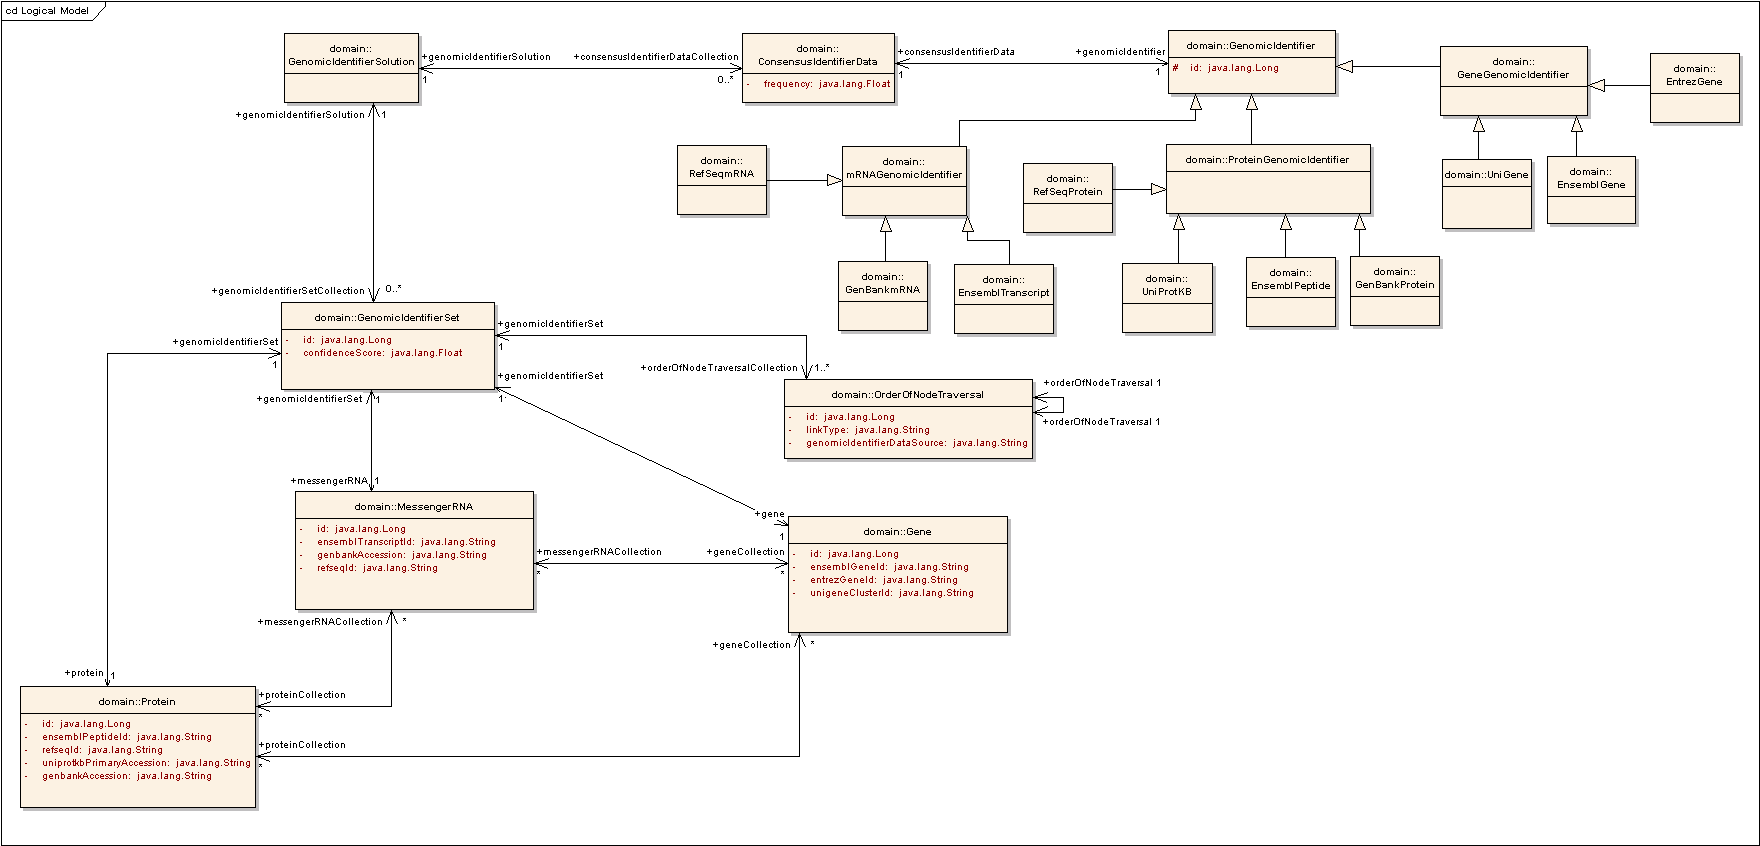 cd Logical Model
domain::
GenomicIdentifierSolution
+genomicIdentifierSolution
1
+consensusIdentifierDataCollection
0..*
domain::
ConsensusIdentifierData
- frequency: java.lang.Float
+consensusIdentifierData
1
+genomicIdentifier
1
domain::GenomicIdentifier
# id: java.lang.Long
domain::
GeneGenomicIdentifier
domain::
EntrezGene
+genomicIdentifierSolution
1
domain::
RefSeqmRNA
domain::
mRNAGenomicIdentifier
domain::
RefSeqProtein
domain::ProteinGenomicIdentifier
domain::UniGene
domain::
EnsemblGene
domain::
GenBankmRNA
domain::
EnsemblTranscript
domain::
UniProtKB
domain::
EnsemblPeptide
domain::
GenBankProtein
+genomicIdentifierSetCollection
0..*
domain::GenomicIdentifierSet
- id: java.lang.Long
- confidenceScore: java.lang.Float
+genomicIdentifierSet
1
+genomicIdentifierSet
1
+genomicIdentifierSet
1
+genomicIdentifierSet
1
+orderOfNodeTraversalCollection
1..*
domain::OrderOfNodeTraversal
- id: java.lang.Long
- linkType: java.lang.String
- genomicIdentifierDataSource: java.lang.String
+orderOfNodeTraversal 1
+orderOfNodeTraversal 1
+messengerRNA
1
domain::MessengerRNA
- id: java.lang.Long
- ensemblTranscriptId: java.lang.String
- genbankAccession: java.lang.String
- refseqId: java.lang.String
+gene
1
+messengerRNACollection
*
+geneCollection
*
domain::Gene
- id: java.lang.Long
- ensemblGeneId: java.lang.String
- entrezGeneId: java.lang.String
- unigeneClusterId: java.lang.String
+messengerRNACollection
*
+geneCollection
*
+protein
1
domain::Protein
- id: java.lang.Long
- ensemblPeptideId: java.lang.String
- refseqId: java.lang.String
- uniprotkbPrimaryAccession: java.lang.String
- genbankAccession: java.lang.String
+proteinCollection
*
+proteinCollection
*